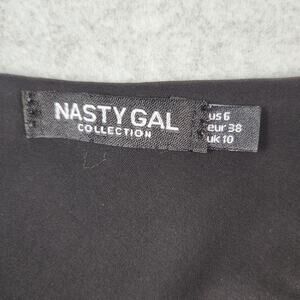 NASTY GAL
COLLECTION
us 6
eur 38
uk 10